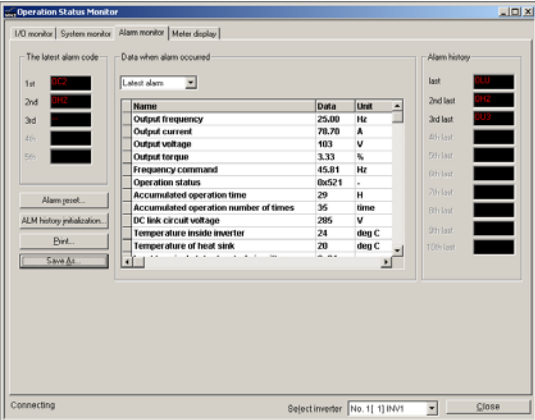 Operation Status Monitor
I/O monitor System monitor Alarm monitor Meter display
The latest alarm code
1st OC2
2nd OH2
3rd -
4th
5th
Alarm reset...
ALM history initialization...
Print...
Save As...
Data when alarm occurred
Latest alarm
Name Data Unit
Output frequency 25.00 Hz
Output current 70.70 A
Output voltage 103 V
Output torque 3.33 %
Frequency command 45.81 Hz
Operation status 0x521 -
Accumulated operation time 29 H
Accumulated operation number of times 35 time
DC link circuit voltage 285 V
Temperature inside inverter 24 deg C
Temperature of heat sink 20 deg C
Alarm history
last OLU
2nd last OH2
3rd last OU3
4th last
5th last
6th last
7th last
8th last
9th last
10th last
Connecting
Select inverter No. 1[ 1] INV1
Close